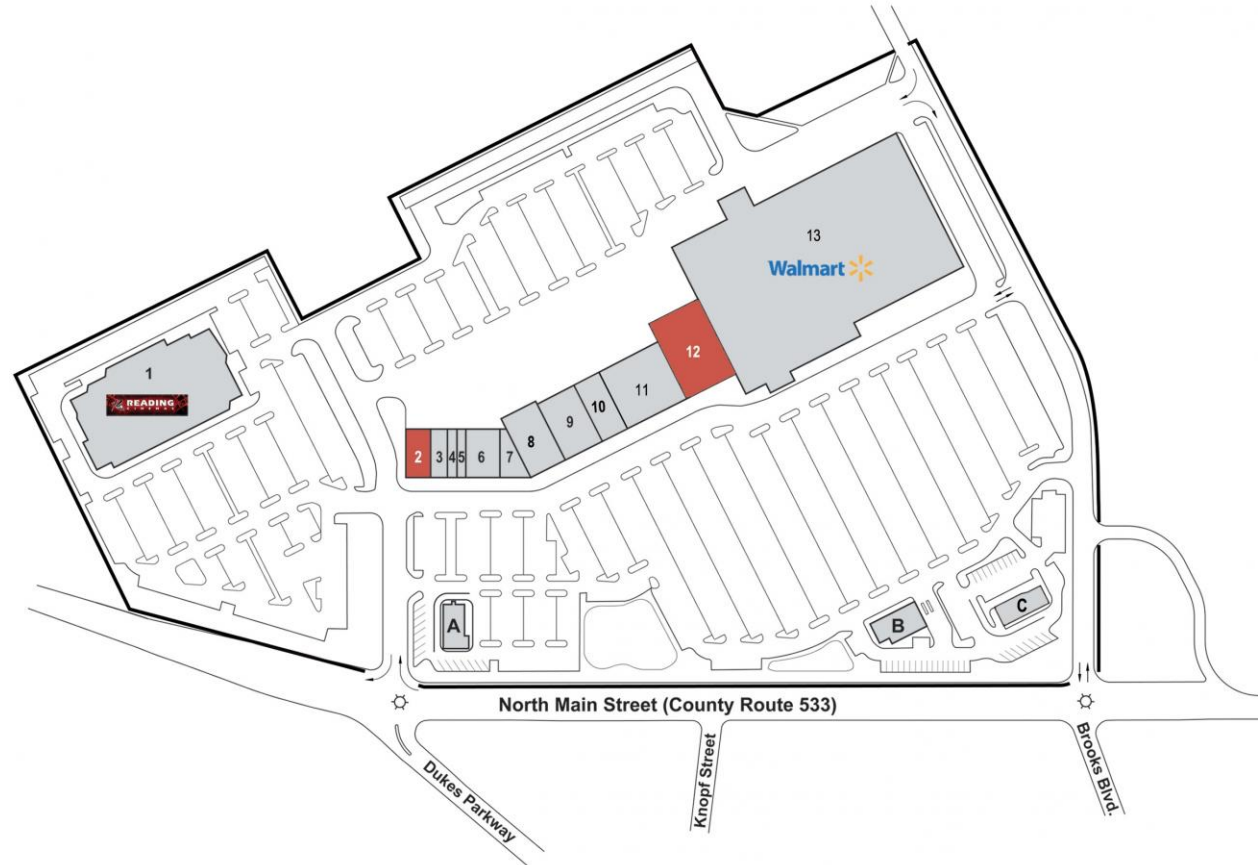 13
Walmart
12
1
READING
CINEMAS
11
10
9
8
2
3
4
5
6
7
A
B
C
North Main Street (County Route 533)
Dukes Parkway
Knopf Street
Brooks Blvd.